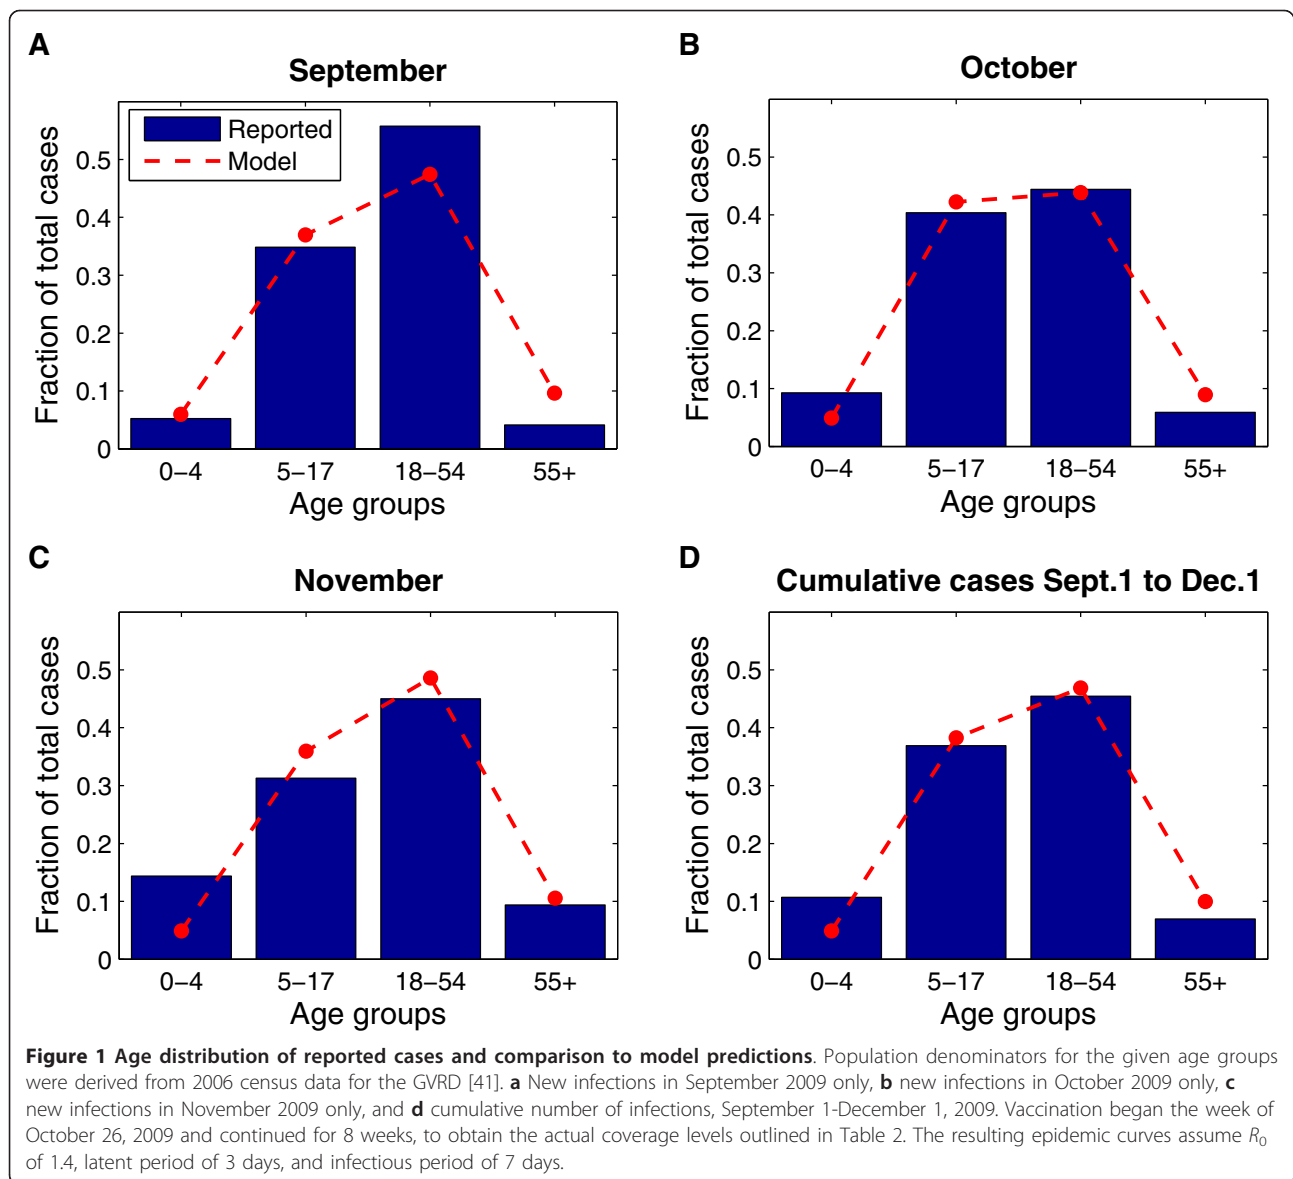 A
September
Fraction of total cases
0.5
0.4
0.3
0.2
0.1
0
Reported
Model
0–4 5–17 18–54 55+
Age groups
B
October
Fraction of total cases
0.5
0.4
0.3
0.2
0.1
0
0–4 5–17 18–54 55+
Age groups
C
November
Fraction of total cases
0.5
0.4
0.3
0.2
0.1
0
0–4 5–17 18–54 55+
Age groups
D
Cumulative cases Sept.1 to Dec.1
Fraction of total cases
0.5
0.4
0.3
0.2
0.1
0
0–4 5–17 18–54 55+
Age groups
Figure 1 Age distribution of reported cases and comparison to model predictions. Population denominators for the given age groups
were derived from 2006 census data for the GVRD [41]. a New infections in September 2009 only, b new infections in October 2009 only, c
new infections in November 2009 only, and d cumulative number of infections, September 1-December 1, 2009. Vaccination began the week of
October 26, 2009 and continued for 8 weeks, to obtain the actual coverage levels outlined in Table 2. The resulting epidemic curves assume R0
of 1.4, latent period of 3 days, and infectious period of 7 days.